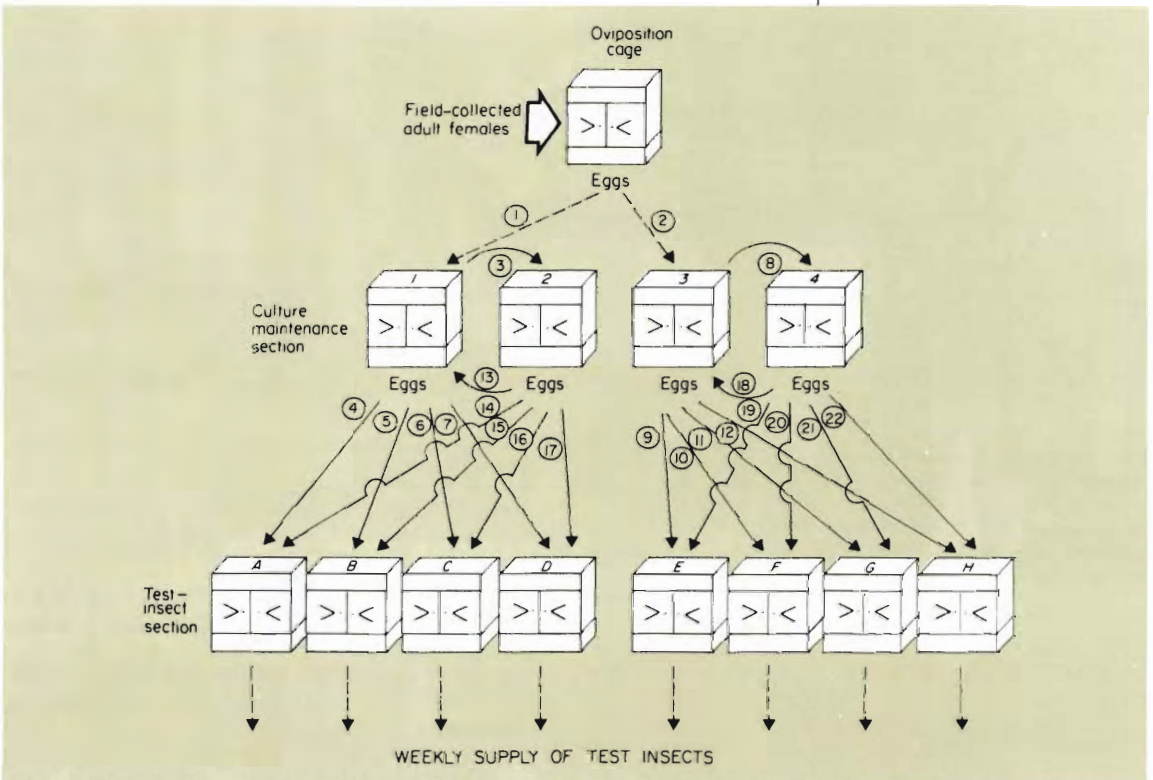 Oviposition
cage
Field-collected
adult females
> <
Eggs
① ②
③ ⑧
1 2 3 4
Culture
maintenance
section
> < > < > < > <
Eggs ⑬ Eggs Eggs ⑱ Eggs
④ ⑤ ⑥ ⑦ ⑭ ⑮ ⑯ ⑰ ⑨ ⑩ ⑪ ⑫ ⑲ ⑳ ㉑ ㉒
A B C D E F G H
Test-
insect
section
> < > < > < > < > < > < > < > <
WEEKLY SUPPLY OF TEST INSECTS